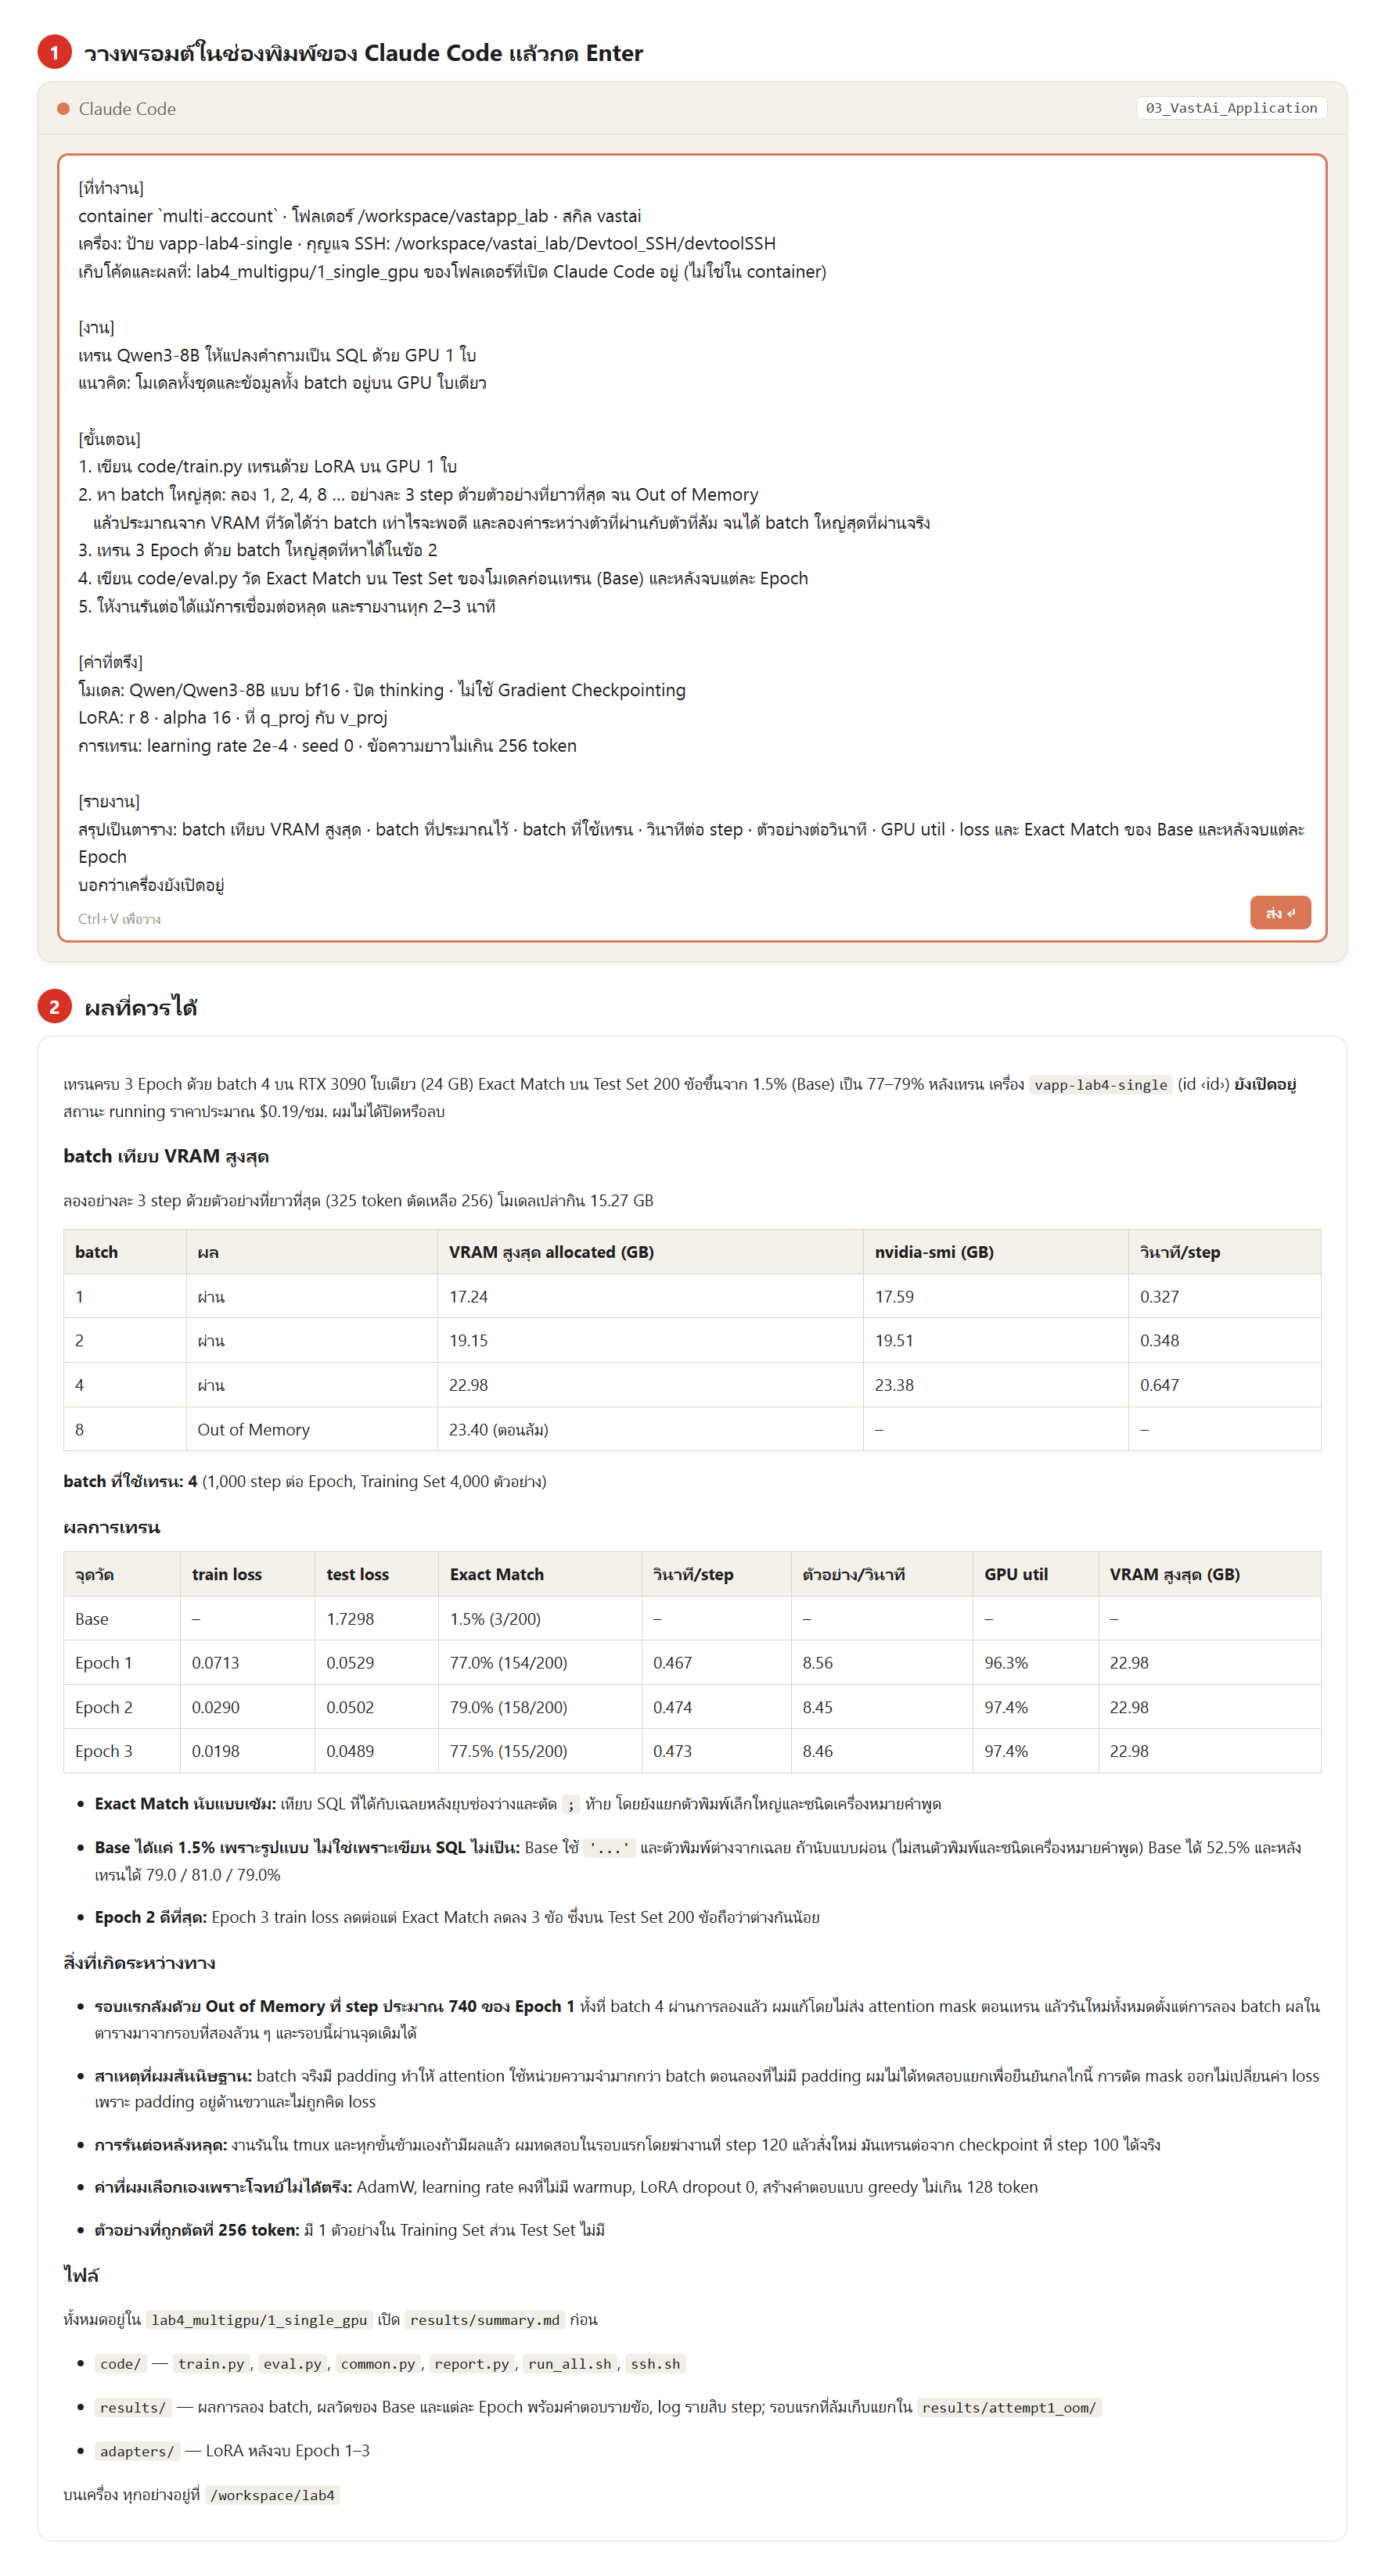 1 วางพรอมต์ในช่องพิมพ์ของ Claude Code แล้วกด Enter
Claude Code
03_VastAi_Application
[ที่ทำงาน]
container `multi-account` · โฟลเดอร์ /workspace/vastapp_lab · สกิล vastai
เครื่อง: ป้าย vapp-lab4-single · กุญแจ SSH: /workspace/vastai_lab/Devtool_SSH/devtoolSSH
เก็บโค้ดและผลที่: lab4_multigpu/1_single_gpu ของโฟลเดอร์ที่เปิด Claude Code อยู่ (ไม่ใช่ใน container)
[งาน]
เทรน Qwen3-8B ให้แปลงคำถามเป็น SQL ด้วย GPU 1 ใบ
แนวคิด: โมเดลทั้งชุดและข้อมูลทั้ง batch อยู่บน GPU ใบเดียว
[ขั้นตอน]
1. เขียน code/train.py เทรนด้วย LoRA บน GPU 1 ใบ
2. หา batch ใหญ่สุด: ลอง 1, 2, 4, 8 ... อย่างละ 3 step ด้วยตัวอย่างที่ยาวที่สุด จน Out of Memory
แล้วประมาณจาก VRAM ที่วัดได้ว่า batch เท่าไรจะพอดี และลองค่าระหว่างตัวที่ผ่านกับตัวที่ล้ม จนได้ batch ใหญ่สุดที่ผ่านจริง
3. เทรน 3 Epoch ด้วย batch ใหญ่สุดที่หาได้ในข้อ 2
4. เขียน code/eval.py วัด Exact Match บน Test Set ของโมเดลก่อนเทรน (Base) และหลังจบแต่ละ Epoch
5. ให้งานรันต่อได้แม้การเชื่อมต่อหลุด และรายงานทุก 2–3 นาที
[ค่าที่ตรึง]
โมเดล: Qwen/Qwen3-8B แบบ bf16 · ปิด thinking · ไม่ใช้ Gradient Checkpointing
LoRA: r 8 · alpha 16 · ที่ q_proj กับ v_proj
การเทรน: learning rate 2e-4 · seed 0 · ข้อความยาวไม่เกิน 256 token
[รายงาน]
สรุปเป็นตาราง: batch เทียบ VRAM สูงสุด · batch ที่ประมาณไว้ · batch ที่ใช้เทรน · วินาทีต่อ step · ตัวอย่างต่อวินาที · GPU util · loss และ Exact Match ของ Base และหลังจบแต่ละ
Epoch
บอกว่าเครื่องยังเปิดอยู่
Ctrl+V เพื่อวาง
ส่ง ⏎
2 ผลที่ควรได้
เทรนครบ 3 Epoch ด้วย batch 4 บน RTX 3090 ใบเดียว (24 GB) Exact Match บน Test Set 200 ข้อขึ้นจาก 1.5% (Base) เป็น 77–79% หลังเทรน เครื่อง vapp-lab4-single (id ‹id›) ยังเปิดอยู่
สถานะ running ราคาประมาณ $0.19/ชม. ผมไม่ได้ปิดหรือลบ
batch เทียบ VRAM สูงสุด
ลองอย่างละ 3 step ด้วยตัวอย่างที่ยาวที่สุด (325 token ตัดเหลือ 256) โมเดลเปล่ากิน 15.27 GB
batch ผล VRAM สูงสุด allocated (GB) nvidia-smi (GB) วินาที/step
1 ผ่าน 17.24 17.59 0.327
2 ผ่าน 19.15 19.51 0.348
4 ผ่าน 22.98 23.38 0.647
8 Out of Memory 23.40 (ตอนล้ม) – –
batch ที่ใช้เทรน: 4 (1,000 step ต่อ Epoch, Training Set 4,000 ตัวอย่าง)
ผลการเทรน
จุดวัด train loss test loss Exact Match วินาที/step ตัวอย่าง/วินาที GPU util VRAM สูงสุด (GB)
Base – 1.7298 1.5% (3/200) – – – –
Epoch 1 0.0713 0.0529 77.0% (154/200) 0.467 8.56 96.3% 22.98
Epoch 2 0.0290 0.0502 79.0% (158/200) 0.474 8.45 97.4% 22.98
Epoch 3 0.0198 0.0489 77.5% (155/200) 0.473 8.46 97.4% 22.98
• Exact Match นับแบบเข้ม: เทียบ SQL ที่ได้กับเฉลยหลังยุบช่องว่างและตัด ; ท้าย โดยยังแยกตัวพิมพ์เล็กใหญ่และชนิดเครื่องหมายคำพูด
• Base ได้แค่ 1.5% เพราะรูปแบบ ไม่ใช่เพราะเขียน SQL ไม่เป็น: Base ใช้ '...' และตัวพิมพ์ต่างจากเฉลย ถ้านับแบบผ่อน (ไม่สนตัวพิมพ์และชนิดเครื่องหมายคำพูด) Base ได้ 52.5% และหลัง
เทรนได้ 79.0 / 81.0 / 79.0%
• Epoch 2 ดีที่สุด: Epoch 3 train loss ลดต่อแต่ Exact Match ลดลง 3 ข้อ ซึ่งบน Test Set 200 ข้อถือว่าต่างกันน้อย
สิ่งที่เกิดระหว่างทาง
• รอบแรกล้มด้วย Out of Memory ที่ step ประมาณ 740 ของ Epoch 1 ทั้งที่ batch 4 ผ่านการลองแล้ว ผมแก้โดยไม่ส่ง attention mask ตอนเทรน แล้วรันใหม่ทั้งหมดตั้งแต่การลอง batch ผลใน
ตารางมาจากรอบที่สองล้วน ๆ และรอบนี้ผ่านจุดเดิมได้
• สาเหตุที่ผมสันนิษฐาน: batch จริงมี padding ทำให้ attention ใช้หน่วยความจำมากกว่า batch ตอนลองที่ไม่มี padding ผมไม่ได้ทดสอบแยกเพื่อยืนยันกลไกนี้ การตัด mask ออกไม่เปลี่ยนค่า loss
เพราะ padding อยู่ด้านขวาและไม่ถูกคิด loss
• การรันต่อหลังหลุด: งานรันใน tmux และทุกขั้นข้ามเองถ้ามีผลแล้ว ผมทดสอบในรอบแรกโดยฆ่างานที่ step 120 แล้วสั่งใหม่ มันเทรนต่อจาก checkpoint ที่ step 100 ได้จริง
• ค่าที่ผมเลือกเองเพราะโจทย์ไม่ได้ตรึง: AdamW, learning rate คงที่ไม่มี warmup, LoRA dropout 0, สร้างคำตอบแบบ greedy ไม่เกิน 128 token
• ตัวอย่างที่ถูกตัดที่ 256 token: มี 1 ตัวอย่างใน Training Set ส่วน Test Set ไม่มี
ไฟล์
ทั้งหมดอยู่ใน lab4_multigpu/1_single_gpu เปิด results/summary.md ก่อน
• code/ — train.py, eval.py, common.py, report.py, run_all.sh, ssh.sh
• results/ — ผลการลอง batch, ผลวัดของ Base และแต่ละ Epoch พร้อมคำตอบรายข้อ, log รายสิบ step; รอบแรกที่ล้มเก็บแยกใน results/attempt1_oom/
• adapters/ — LoRA หลังจบ Epoch 1–3
บนเครื่อง ทุกอย่างอยู่ที่ /workspace/lab4